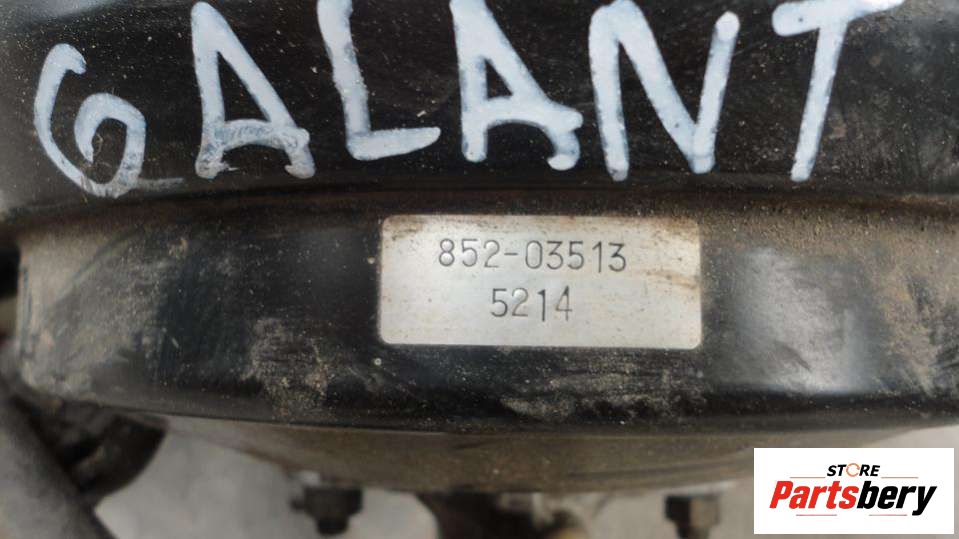 GALANT
852-03513
5214
STORE
Partsbery